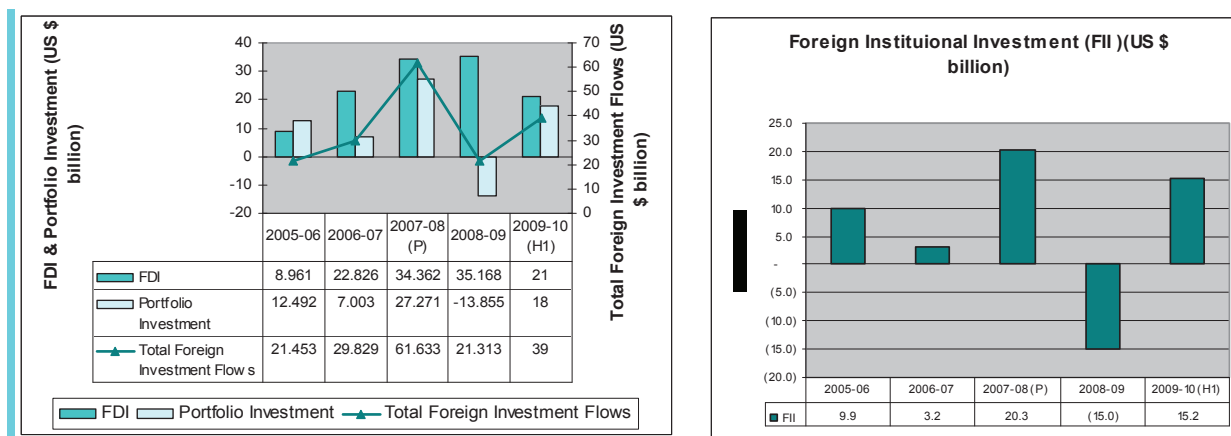 FDI & Portfolio Investment (US $
billion)
40
30
20
10
0
-10
-20
70
60
50
40
30
20
10
0
Total Foreign Investment Flows (US
$ billion)
2005-06 2006-07 2007-08 (P) 2008-09 2009-10 (H1)
FDI 8.961 22.826 34.362 35.168 21
Portfolio Investment 12.492 7.003 27.271 -13.855 18
Total Foreign Investment Flows 21.453 29.829 61.633 21.313 39
FDI Portfolio Investment Total Foreign Investment Flows
Foreign Instituional Investment (FII )(US $
billion)
25.0
20.0
15.0
10.0
5.0
-
(5.0)
(10.0)
(15.0)
(20.0)
2005-06 2006-07 2007-08 (P) 2008-09 2009-10 (H1)
FII 9.9 3.2 20.3 (15.0) 15.2